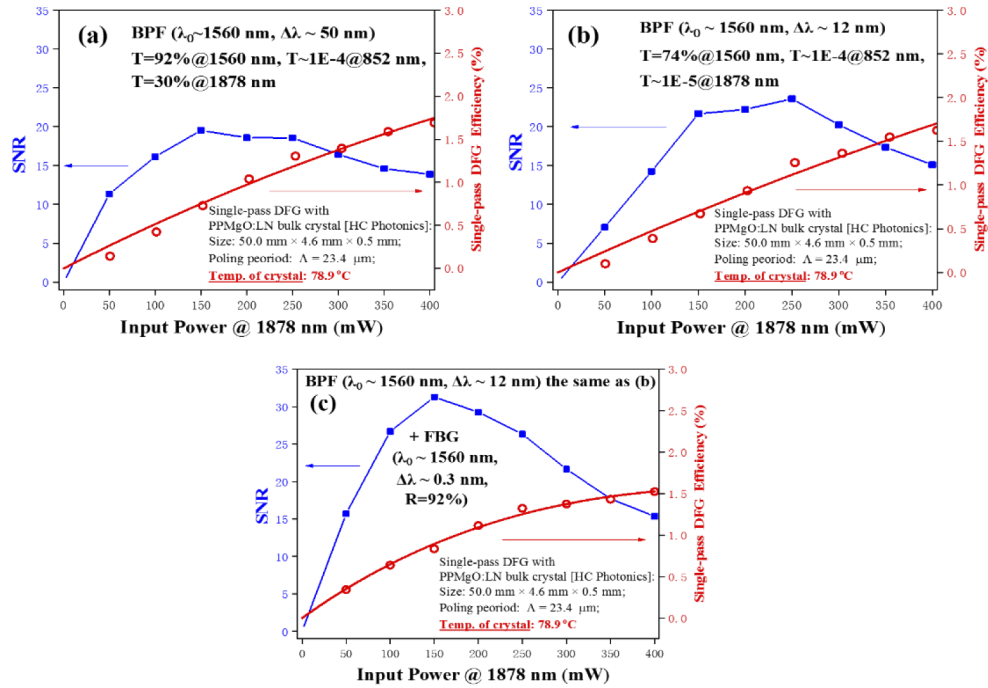 (a)
BPF (λ₀~1560 nm, Δλ ~ 50 nm)
T=92%@1560 nm, T~1E-4@852 nm,
T=30%@1878 nm
SNR
35
30
25
20
15
10
5
0
Single-pass DFG with
PPMgO:LN bulk crystal [HC Photonics]:
Size: 50.0 mm × 4.6 mm × 0.5 mm;
Poling peoriod: Λ = 23.4 μm;
Temp. of crystal: 78.9 °C
3.0
2.5
2.0
1.5
1.0
0.5
0.0
Single-pass DFG Efficiency (%)
0 50 100 150 200 250 300 350 400
Input Power @ 1878 nm (mW)
(b)
BPF (λ₀ ~ 1560 nm, Δλ ~ 12 nm)
T=74%@1560 nm, T~1E-4@852 nm,
T~1E-5@1878 nm
SNR
35
30
25
20
15
10
5
0
Single-pass DFG with
PPMgO:LN bulk crystal [HC Photonics]:
Size: 50.0 mm × 4.6 mm × 0.5 mm;
Poling peoriod: Λ = 23.4 μm;
Temp. of crystal: 78.9 °C
3.0
2.5
2.0
1.5
1.0
0.5
0.0
Single-pass DFG Efficiency (%)
0 50 100 150 200 250 300 350 400
Input Power @ 1878 nm (mW)
BPF (λ₀ ~ 1560 nm, Δλ ~ 12 nm) the same as (b)
(c)
+ FBG
(λ₀ ~ 1560 nm,
Δλ ~ 0.3 nm,
R=92%)
SNR
35
30
25
20
15
10
5
0
Single-pass DFG with
PPMgO:LN bulk crystal [HC Photonics]:
Size: 50.0 mm × 4.6 mm × 0.5 mm;
Poling peoriod: Λ = 23.4 μm;
Temp. of crystal: 78.9 °C
3.0
2.5
2.0
1.5
1.0
0.5
0.0
Single-pass DFG Efficiency (%)
0 50 100 150 200 250 300 350 400
Input Power @ 1878 nm (mW)